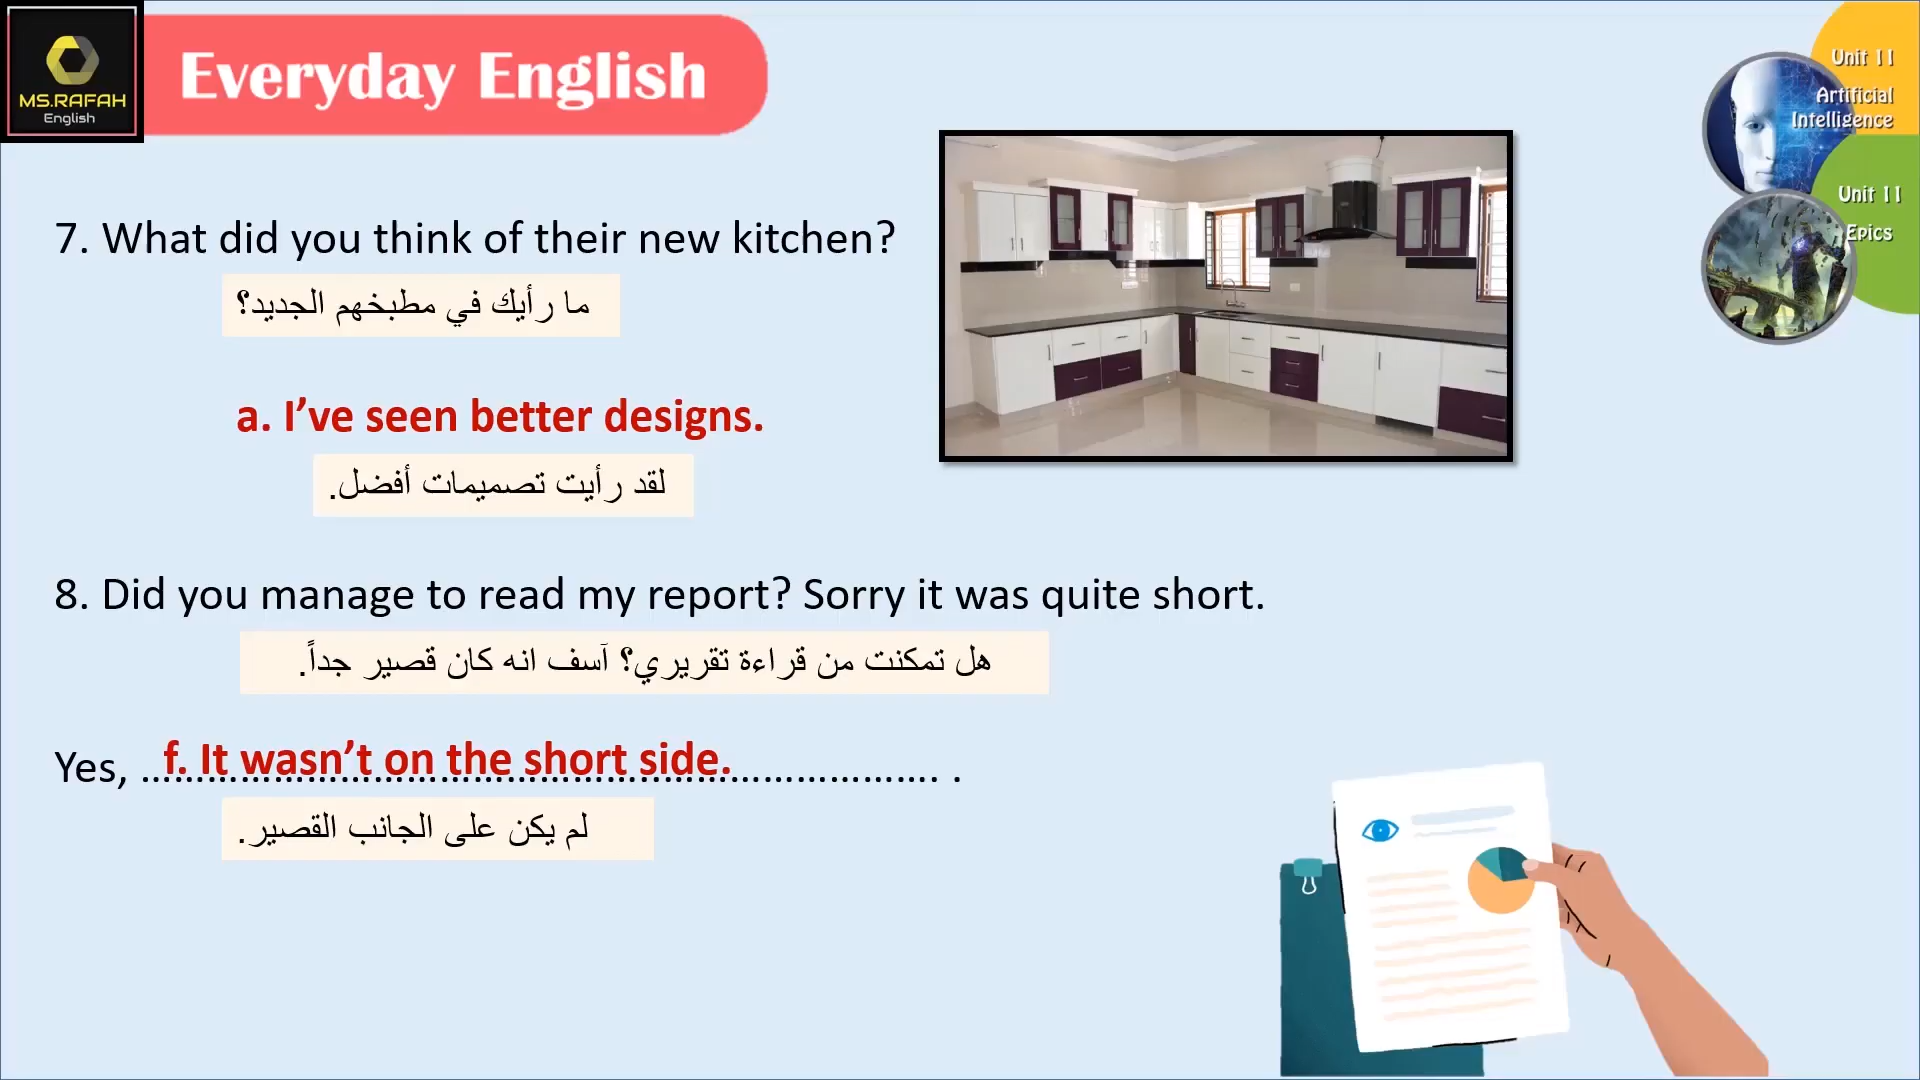 MS.RAFAH
English
Everyday English
Unit 11
Artificial
Intelligence
Unit 11
Epics
7. What did you think of their new kitchen?
ما رأيك في مطبخهم الجديد؟
a. I’ve seen better designs.
لقد رأيت تصميمات أفضل.
8. Did you manage to read my report? Sorry it was quite short.
هل تمكنت من قراءة تقريري؟ آسف انه كان قصير جداً.
Yes, ……………………………………………………………. .
f. It wasn’t on the short side.
لم يكن على الجانب القصير.